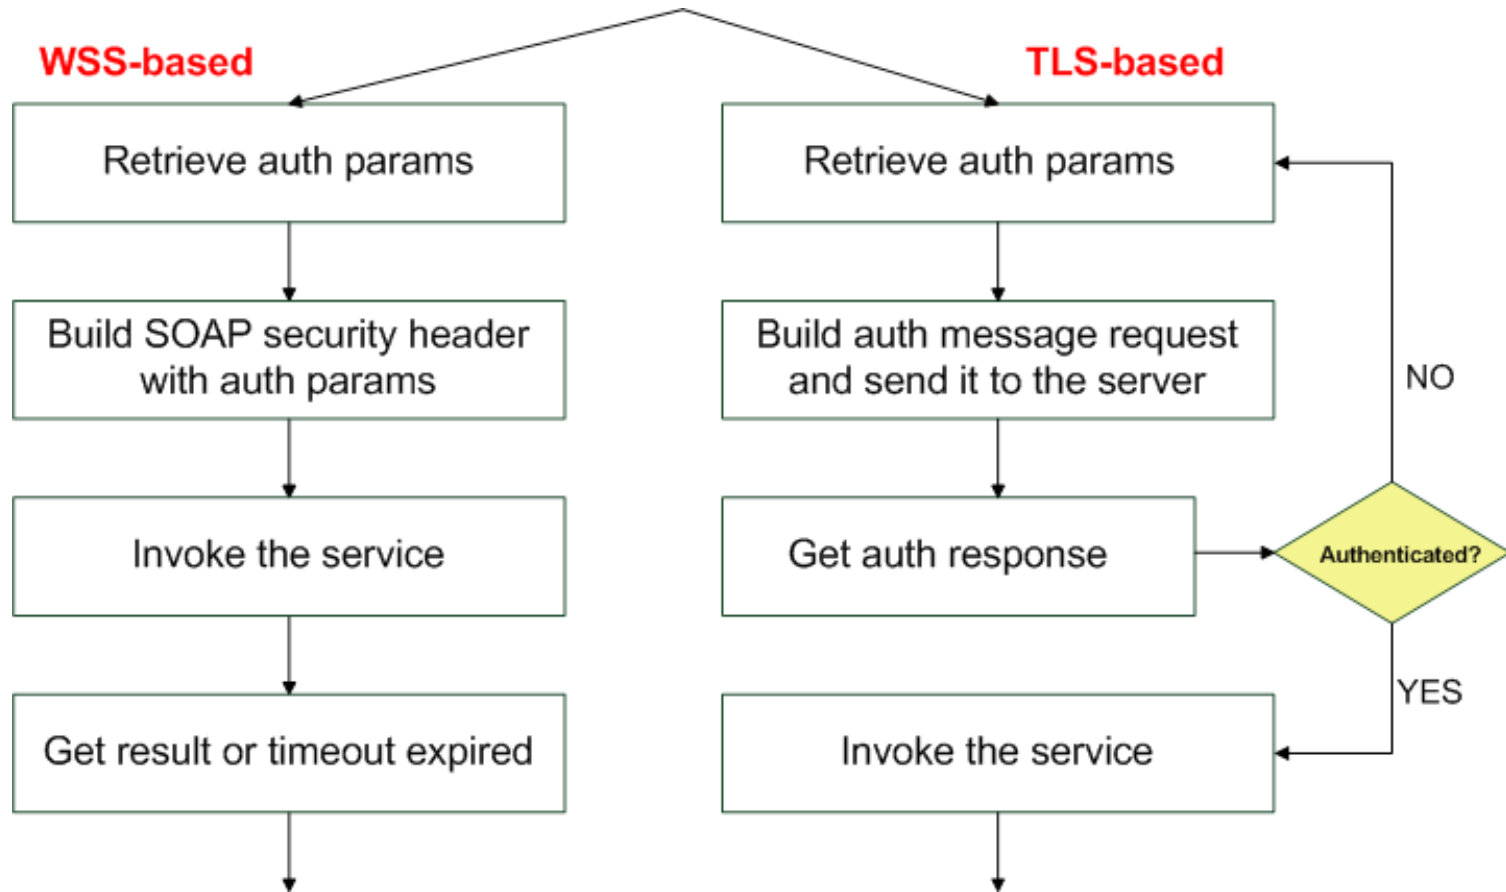 WSS-based
Retrieve auth params
Build SOAP security header
with auth params
Invoke the service
Get result or timeout expired
TLS-based
Retrieve auth params
Build auth message request
and send it to the server
NO
Get auth response
Authenticated?
YES
Invoke the service